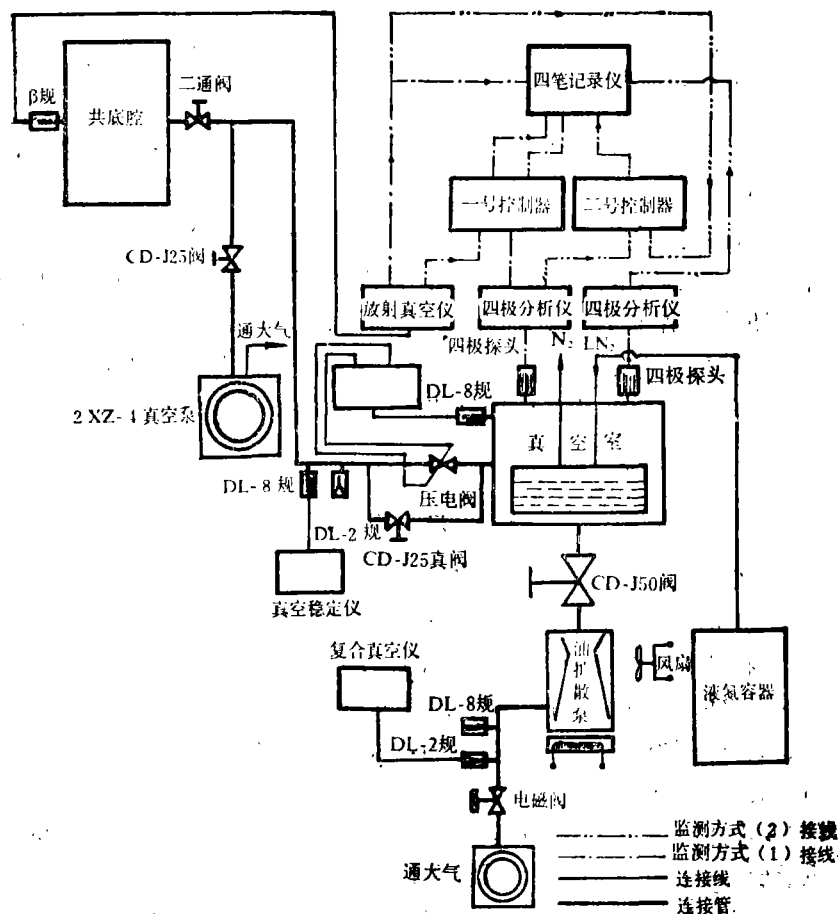 二通阀
四笔记录仪
β规
共底腔
一号控制器
二号控制器
CD-J25阀
放射真空仪
四极分析仪
四极分析仪
通大气
四极探头
N₂
LN₂
DL-8规
四极探头
2XZ-4真空泵
真空室
DL-8规
压电阀
DL-2规
CD-J25真阀
CD-J50阀
真空稳定仪
复合真空仪
油扩散泵
风扇
液氮容器
DL-8规
DL-2规
电磁阀
监测方式(2)接线
监测方式(1)接线
通大气
连接线
连接管